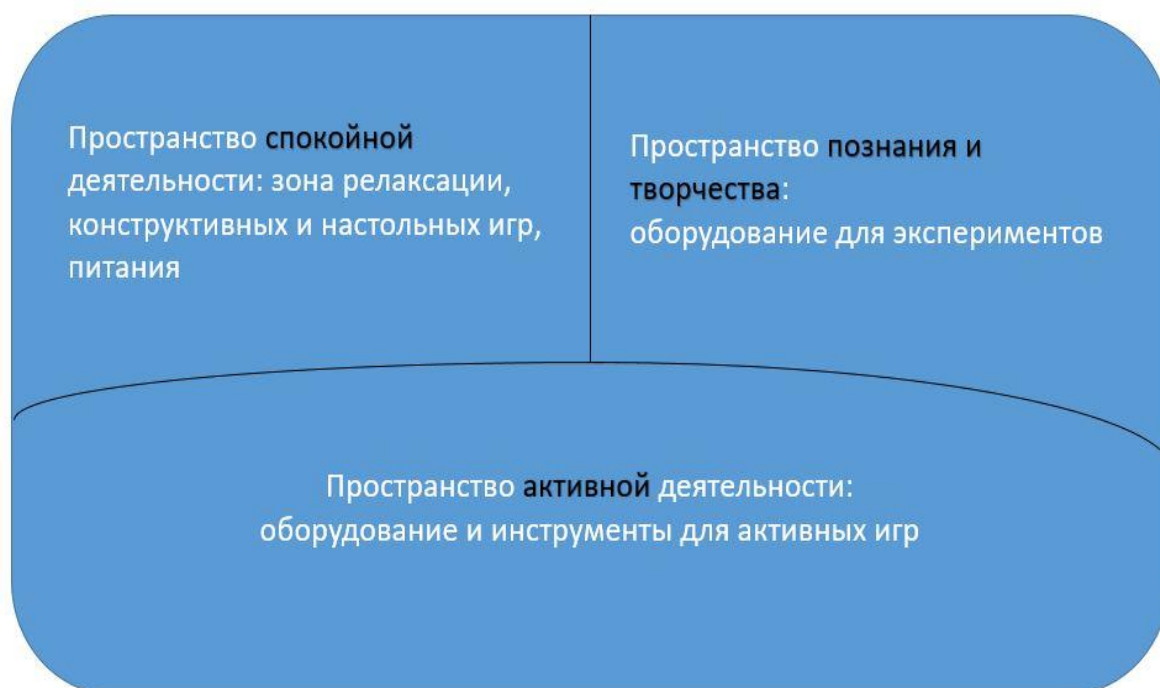 Пространство спокойной
деятельности: зона релаксации,
конструктивных и настольных игр,
питания
Пространство познания и
творчества:
оборудование для экспериментов
Пространство активной деятельности:
оборудование и инструменты для активных игр